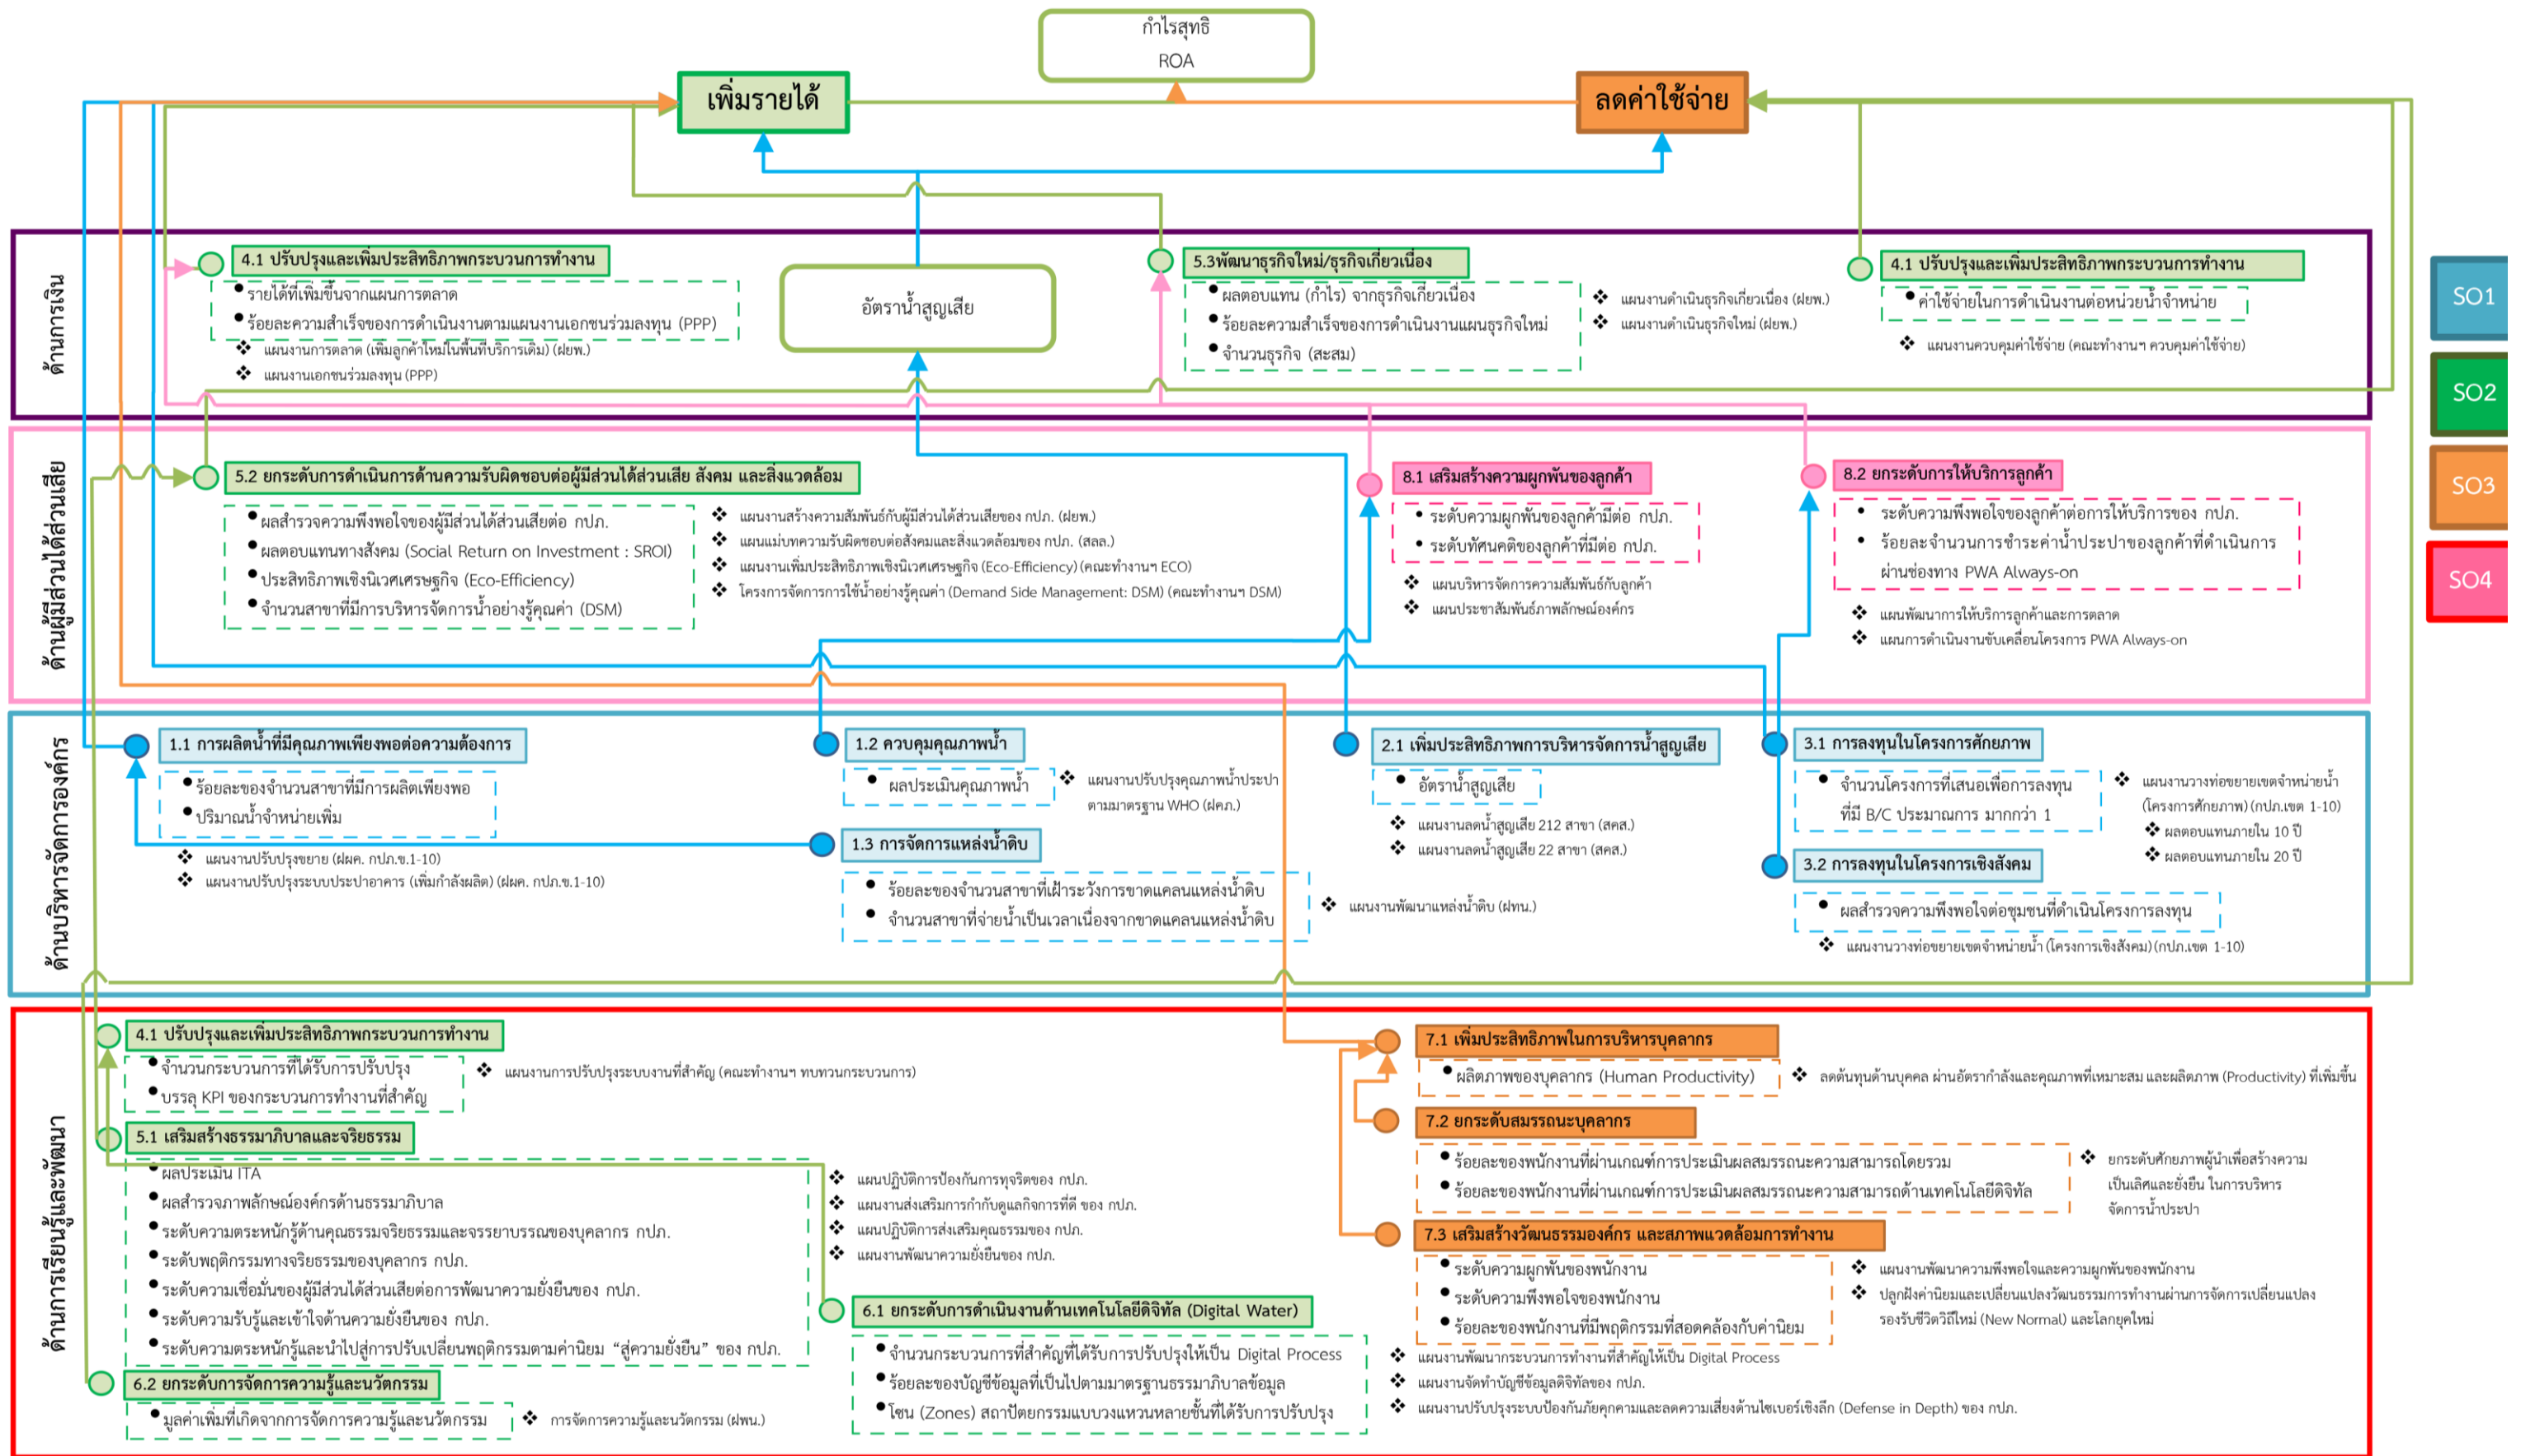 กำไรสุทธิ
ROA
เพิ่มรายได้
ลดค่าใช้จ่าย
ด้านการเงิน
4.1 ปรับปรุงและเพิ่มประสิทธิภาพกระบวนการทำงาน
รายได้ที่เพิ่มขึ้นจากแผนการตลาด
ร้อยละความสำเร็จของการดำเนินงานตามแผนงานเอกชนร่วมลงทุน (PPP)
แผนงานการตลาด (เพิ่มลูกค้าใหม่ในพื้นที่บริการเดิม) (ฝยพ.)
แผนงานเอกชนร่วมลงทุน (PPP)
อัตราน้ำสูญเสีย
5.3พัฒนาธุรกิจใหม่/ธุรกิจเกี่ยวเนื่อง
ผลตอบแทน (กำไร) จากธุรกิจเกี่ยวเนื่อง
ร้อยละความสำเร็จของการดำเนินงานแผนธุรกิจใหม่
จำนวนธุรกิจ (สะสม)
แผนงานดำเนินธุรกิจเกี่ยวเนื่อง (ฝยพ.)
แผนงานดำเนินธุรกิจใหม่ (ฝยพ.)
4.1 ปรับปรุงและเพิ่มประสิทธิภาพกระบวนการทำงาน
ค่าใช้จ่ายในการดำเนินงานต่อหน่วยน้ำจำหน่าย
แผนงานควบคุมค่าใช้จ่าย (คณะทำงานฯ ควบคุมค่าใช้จ่าย)
SO1
SO2
SO3
SO4
ด้านผู้มีส่วนได้ส่วนเสีย
5.2 ยกระดับการดำเนินการด้านความรับผิดชอบต่อผู้มีส่วนได้ส่วนเสีย สังคม และสิ่งแวดล้อม
ผลสำรวจความพึงพอใจของผู้มีส่วนได้ส่วนเสียต่อ กปภ.
ผลตอบแทนทางสังคม (Social Return on Investment : SROI)
ประสิทธิภาพเชิงนิเวศเศรษฐกิจ (Eco-Efficiency)
จำนวนสาขาที่มีการบริหารจัดการน้ำอย่างรู้คุณค่า (DSM)
แผนงานสร้างความสัมพันธ์กับผู้มีส่วนได้ส่วนเสียของ กปภ. (ฝยพ.)
แผนแม่บทความรับผิดชอบต่อสังคมและสิ่งแวดล้อมของ กปภ. (สลล.)
แผนงานเพิ่มประสิทธิภาพเชิงนิเวศเศรษฐกิจ (Eco-Efficiency) (คณะทำงานฯ ECO)
โครงการจัดการการใช้น้ำอย่างรู้คุณค่า (Demand Side Management: DSM) (คณะทำงานฯ DSM)
8.1 เสริมสร้างความผูกพันของลูกค้า
ระดับความผูกพันของลูกค้ามีต่อ กปภ.
ระดับทัศนคติของลูกค้าที่มีต่อ กปภ.
แผนบริหารจัดการความสัมพันธ์กับลูกค้า
แผนประชาสัมพันธ์ภาพลักษณ์องค์กร
8.2 ยกระดับการให้บริการลูกค้า
ระดับความพึงพอใจของลูกค้าต่อการให้บริการของ กปภ.
ร้อยละจำนวนการชำระค่าน้ำประปาของลูกค้าที่ดำเนินการ
ผ่านช่องทาง PWA Always-on
แผนพัฒนาการให้บริการลูกค้าและการตลาด
แผนการดำเนินงานขับเคลื่อนโครงการ PWA Always-on
ด้านบริหารจัดการองค์กร
1.1 การผลิตน้ำที่มีคุณภาพเพียงพอต่อความต้องการ
ร้อยละของจำนวนสาขาที่มีการผลิตเพียงพอ
ปริมาณน้ำจำหน่ายเพิ่ม
แผนงานปรับปรุงขยาย (ฝผค. กปภ.ข.1-10)
แผนงานปรับปรุงระบบประปาอาคาร (เพิ่มกำลังผลิต) (ฝผค. กปภ.ข.1-10)
1.2 ควบคุมคุณภาพน้ำ
ผลประเมินคุณภาพน้ำ
แผนงานปรับปรุงคุณภาพน้ำประปา
ตามมาตรฐาน WHO (ฝคภ.)
1.3 การจัดการแหล่งน้ำดิบ
ร้อยละของจำนวนสาขาที่เฝ้าระวังการขาดแคลนแหล่งน้ำดิบ
จำนวนสาขาที่จ่ายน้ำเป็นเวลาเนื่องจากขาดแคลนแหล่งน้ำดิบ
แผนงานพัฒนาแหล่งน้ำดิบ (ฝทน.)
2.1 เพิ่มประสิทธิภาพการบริหารจัดการน้ำสูญเสีย
อัตราน้ำสูญเสีย
แผนงานลดน้ำสูญเสีย 212 สาขา (สคส.)
แผนงานลดน้ำสูญเสีย 22 สาขา (สคส.)
3.1 การลงทุนในโครงการศักยภาพ
จำนวนโครงการที่เสนอเพื่อการลงทุน
ที่มี B/C ประมาณการ มากกว่า 1
แผนงานวางท่อขยายเขตจำหน่ายน้ำ
(โครงการศักยภาพ) (กปภ.เขต 1-10)
ผลตอบแทนภายใน 10 ปี
ผลตอบแทนภายใน 20 ปี
3.2 การลงทุนในโครงการเชิงสังคม
ผลสำรวจความพึงพอใจต่อชุมชนที่ดำเนินโครงการลงทุน
แผนงานวางท่อขยายเขตจำหน่ายน้ำ (โครงการเชิงสังคม) (กปภ.เขต 1-10)
ด้านการเรียนรู้และพัฒนา
4.1 ปรับปรุงและเพิ่มประสิทธิภาพกระบวนการทำงาน
จำนวนกระบวนการที่ได้รับการปรับปรุง
บรรลุ KPI ของกระบวนการทำงานที่สำคัญ
แผนงานการปรับปรุงระบบงานที่สำคัญ (คณะทำงานฯ ทบทวนกระบวนการ)
5.1 เสริมสร้างธรรมาภิบาลและจริยธรรม
ผลประเมิน ITA
ผลสำรวจภาพลักษณ์องค์กรด้านธรรมาภิบาล
ระดับความตระหนักรู้ด้านคุณธรรมจริยธรรมและจรรยาบรรณของบุคลากร กปภ.
ระดับพฤติกรรมทางจริยธรรมของบุคลากร กปภ.
ระดับความเชื่อมั่นของผู้มีส่วนได้ส่วนเสียต่อการพัฒนาความยั่งยืนของ กปภ.
ระดับความรับรู้และเข้าใจด้านความยั่งยืนของ กปภ.
ระดับความตระหนักรู้และนำไปสู่การปรับเปลี่ยนพฤติกรรมตามค่านิยม “สู่ความยั่งยืน” ของ กปภ.
แผนปฏิบัติการป้องกันการทุจริตของ กปภ.
แผนงานส่งเสริมการกำกับดูแลกิจการที่ดี ของ กปภ.
แผนปฏิบัติการส่งเสริมคุณธรรมของ กปภ.
แผนงานพัฒนาความยั่งยืนของ กปภ.
6.2 ยกระดับการจัดการความรู้และนวัตกรรม
มูลค่าเพิ่มที่เกิดจากการจัดการความรู้และนวัตกรรม
การจัดการความรู้และนวัตกรรม (ฝพน.)
6.1 ยกระดับการดำเนินงานด้านเทคโนโลยีดิจิทัล (Digital Water)
จำนวนกระบวนการที่สำคัญที่ได้รับการปรับปรุงให้เป็น Digital Process
ร้อยละของบัญชีข้อมูลที่เป็นไปตามมาตรฐานธรรมาภิบาลข้อมูล
โซน (Zones) สถาปัตยกรรมแบบวงแหวนหลายชั้นที่ได้รับการปรับปรุง
แผนงานพัฒนากระบวนการทำงานที่สำคัญให้เป็น Digital Process
แผนงานจัดทำบัญชีข้อมูลดิจิทัลของ กปภ.
แผนงานปรับปรุงระบบป้องกันภัยคุกคามและลดความเสี่ยงด้านไซเบอร์เชิงลึก (Defense in Depth) ของ กปภ.
7.1 เพิ่มประสิทธิภาพในการบริหารบุคลากร
ผลิตภาพของบุคลากร (Human Productivity)
ลดต้นทุนด้านบุคคล ผ่านอัตรากำลังและคุณภาพที่เหมาะสม และผลิตภาพ (Productivity) ที่เพิ่มขึ้น
7.2 ยกระดับสมรรถนะบุคลากร
ร้อยละของพนักงานที่ผ่านเกณฑ์การประเมินผลสมรรถนะความสามารถโดยรวม
ร้อยละของพนักงานที่ผ่านเกณฑ์การประเมินผลสมรรถนะความสามารถด้านเทคโนโลยีดิจิทัล
ยกระดับศักยภาพผู้นำเพื่อสร้างความ
เป็นเลิศและยั่งยืน ในการบริหาร
จัดการน้ำประปา
7.3 เสริมสร้างวัฒนธรรมองค์กร และสภาพแวดล้อมการทำงาน
ระดับความผูกพันของพนักงาน
ระดับความพึงพอใจของพนักงาน
ร้อยละของพนักงานที่มีพฤติกรรมที่สอดคล้องกับค่านิยม
แผนงานพัฒนาความพึงพอใจและความผูกพันของพนักงาน
ปลูกฝังค่านิยมและเปลี่ยนแปลงวัฒนธรรมการทำงานผ่านการจัดการเปลี่ยนแปลง
รองรับชีวิตวิถีใหม่ (New Normal) และโลกยุคใหม่